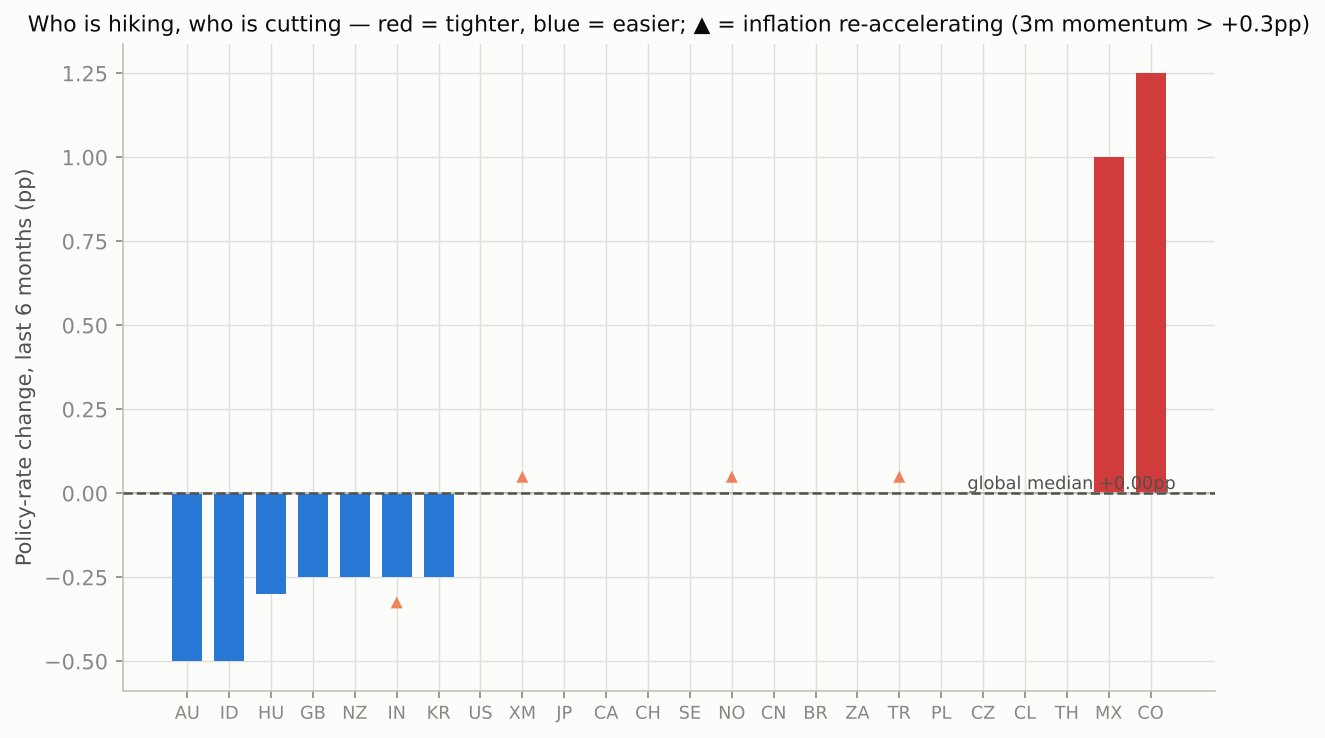 Who is hiking, who is cutting — red = tighter, blue = easier; ▲ = inflation re-accelerating (3m momentum > +0.3pp)
Policy-rate change, last 6 months (pp)
1.25
1.00
0.75
0.50
0.25
0.00
−0.25
−0.50
global median +0.00pp
AU ID HU GB NZ IN KR US XM JP CA CH SE NO CN BR ZA TR PL CZ CL TH MX CO